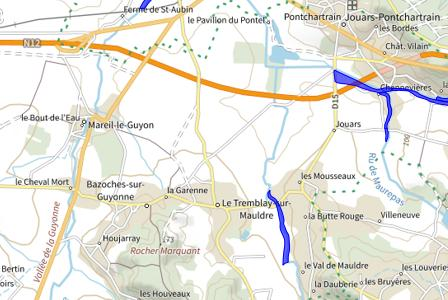 Ferme de St-Aubin
le Pavillon du Pontel
Pontchartrain
Jouars-Pontchartrain
les Bordes
Chât. Vilain
N12
Chennevières
D15
le Bout de l'Eau
Mareil-le-Guyon
Jouars
100
Ru de Maurepas
le Cheval Mort
Bazoches-sur-
Guyonne
la Garenne
les Mousseaux
Le Tremblay-sur-
Mauldre
la Butte Rouge
Villeneuve
Vallée de la Guyonne
Houjarray
173
Rocher Marquant
Bertin
le Val de Mauldre
les Louveries
la Dauberie
les Bruyères
les Houveaux